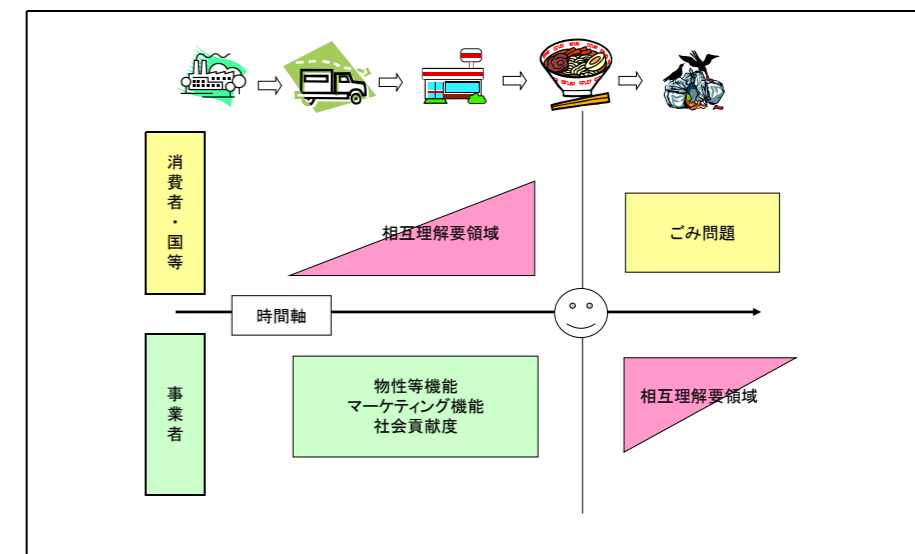 消費者・国等
相互理解要領域
ごみ問題
時間軸
事業者
物性等機能
マーケティング機能
社会貢献度
相互理解要領域